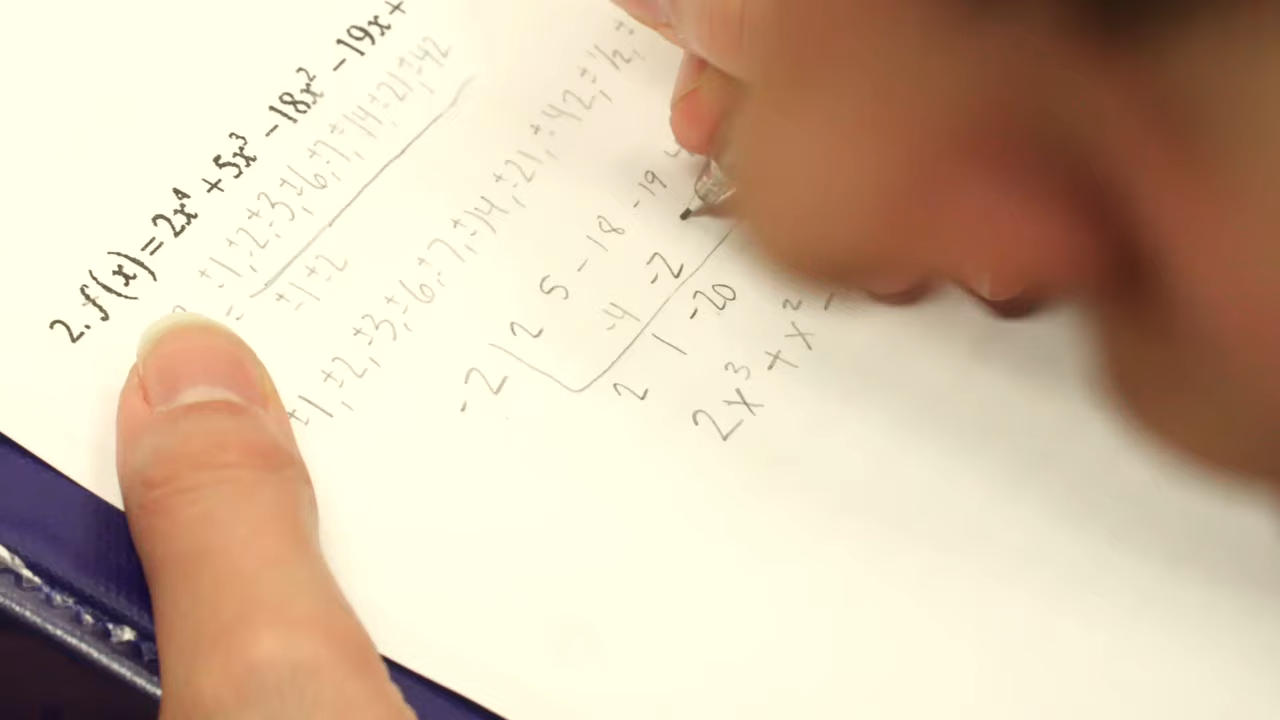 2. f(x) = 2x⁴ + 5x³ − 18x² − 19x +
±1, ±2, ±3, ±6, ±7, ±14, ±21, ±42
±1 ±2
±1, ±2, ±3, ±6, ±7, ±14, ±21, ±42, ±1/2, ±
-2 2 5 -18 -19
-4 -2
2 1 -20
2x³ + x² -